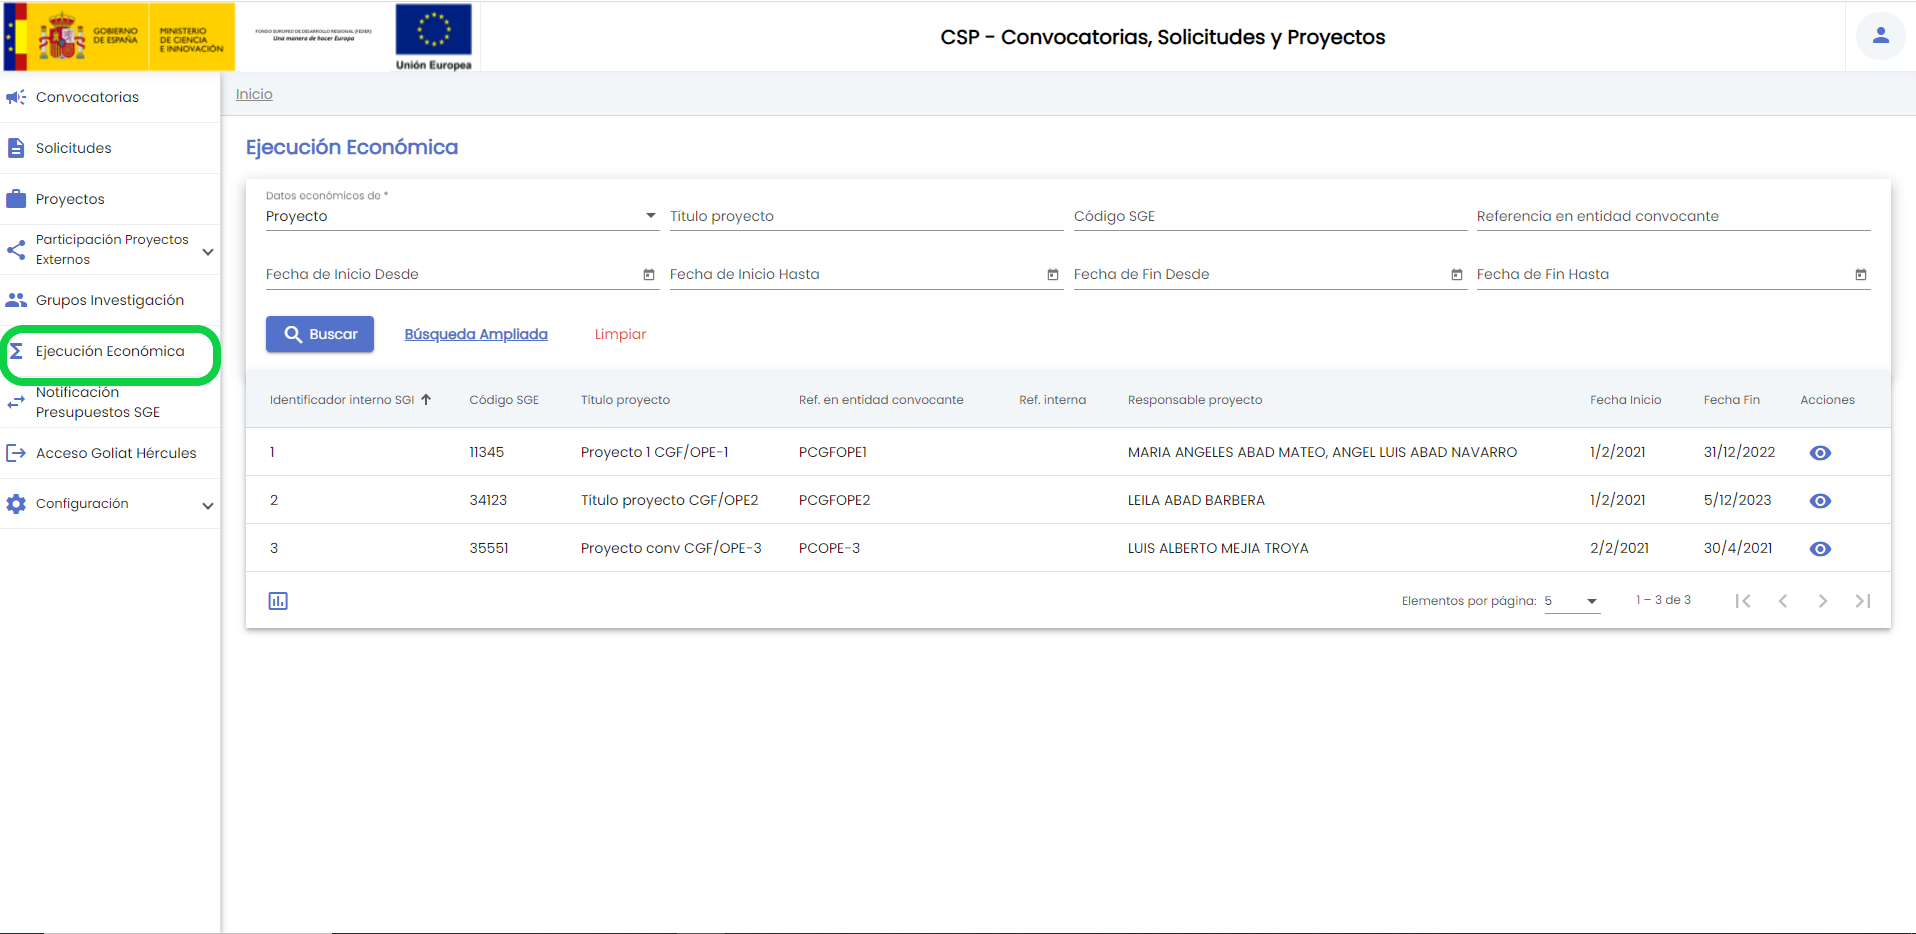 GOBIERNO
DE ESPAÑA
MINISTERIO
DE CIENCIA
E INNOVACIÓN
FONDO EUROPEO DE DESARROLLO REGIONAL (FEDER)
Una manera de hacer Europa
Unión Europea
CSP - Convocatorias, Solicitudes y Proyectos
Convocatorias
Solicitudes
Proyectos
Participación Proyectos
Externos
Grupos Investigación
Ejecución Económica
Notificación
Presupuestos SGE
Acceso Goliat Hércules
Configuración
Inicio
Ejecución Económica
Datos económicos de *
Proyecto Título proyecto Código SGE Referencia en entidad convocante
Fecha de Inicio Desde Fecha de Inicio Hasta Fecha de Fin Desde Fecha de Fin Hasta
Buscar Búsqueda Ampliada Limpiar
Identificador interno SGI Código SGE Título proyecto Ref. en entidad convocante Ref. interna Responsable proyecto Fecha Inicio Fecha Fin Acciones
1 11345 Proyecto 1 CGF/OPE-1 PCGFOPE1 MARIA ANGELES ABAD MATEO, ANGEL LUIS ABAD NAVARRO 1/2/2021 31/12/2022
2 34123 Título proyecto CGF/OPE2 PCGFOPE2 LEILA ABAD BARBERA 1/2/2021 5/12/2023
3 35551 Proyecto conv CGF/OPE-3 PCOPE-3 LUIS ALBERTO MEJIA TROYA 2/2/2021 30/4/2021
Elementos por página: 5 1 – 3 de 3